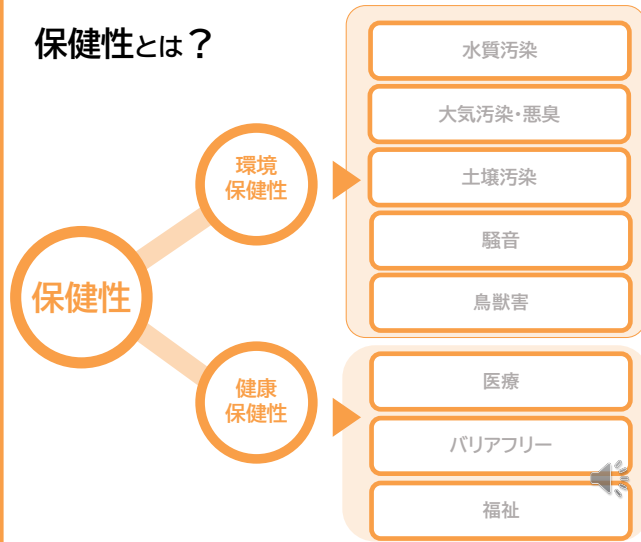 保健性とは？
保健性
環境
保健性
水質汚染
大気汚染・悪臭
土壌汚染
騒音
鳥獣害
健康
保健性
医療
バリアフリー
福祉